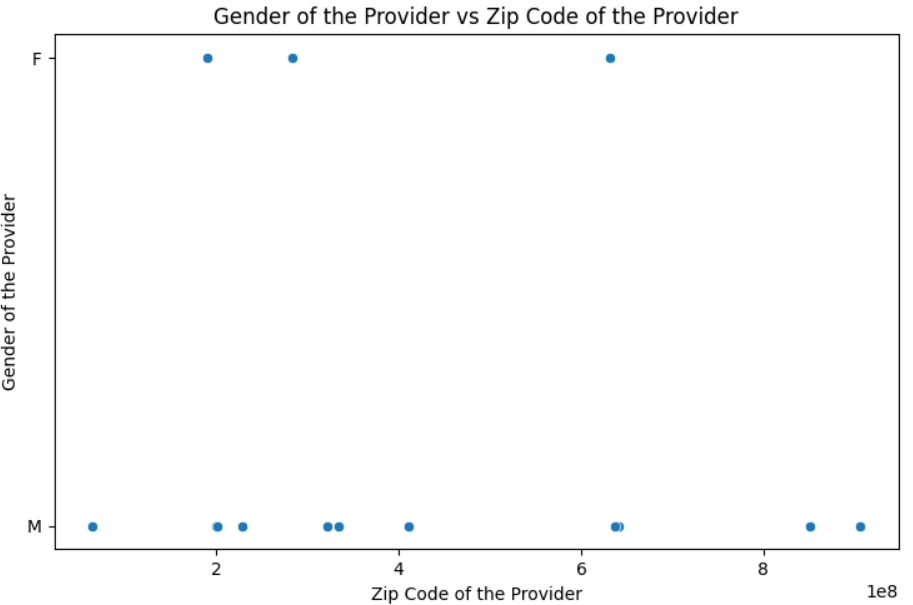 Gender of the Provider vs Zip Code of the Provider
F
Gender of the Provider
M
2 4 6 8
1e8
Zip Code of the Provider